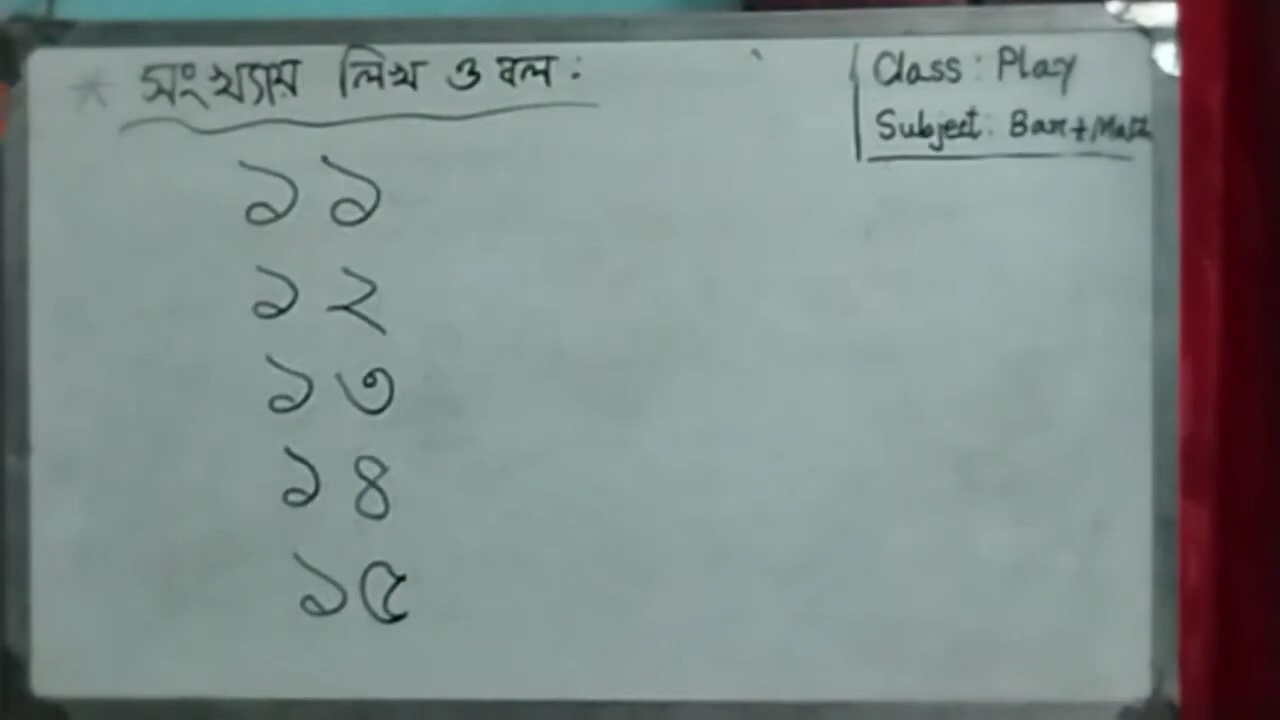 * সংখ্যায় লিখ ও বল :
Class : Play
Subject : Ban + Math
১১
১২
১৩
১৪
১৫